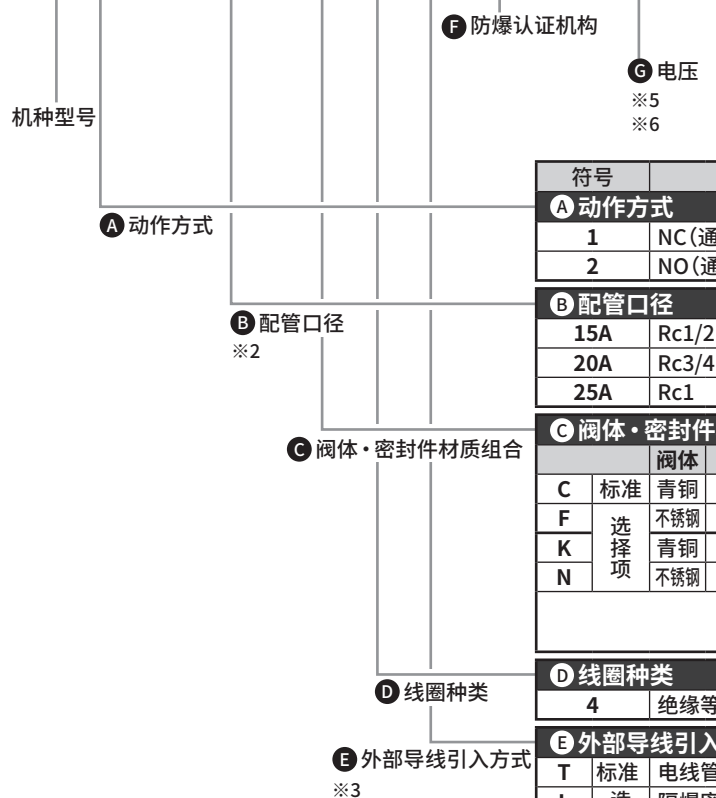 F 防爆认证机构
G 电压
※5
※6
机种型号
A 动作方式
B 配管口径
※2
C 阀体・密封件材质组合
D 线圈种类
E 外部导线引入方式
※3
符号
A 动作方式
1 NC（通
2 NO（通
B 配管口径
15A Rc1/2
20A Rc3/4
25A Rc1
C 阀体・密封件
阀体
C 标准 青铜
F 选择项 不锈钢
K 青铜
N 不锈钢
D 线圈种类
4 绝缘等
E 外部导线引入
T 标准 电线管